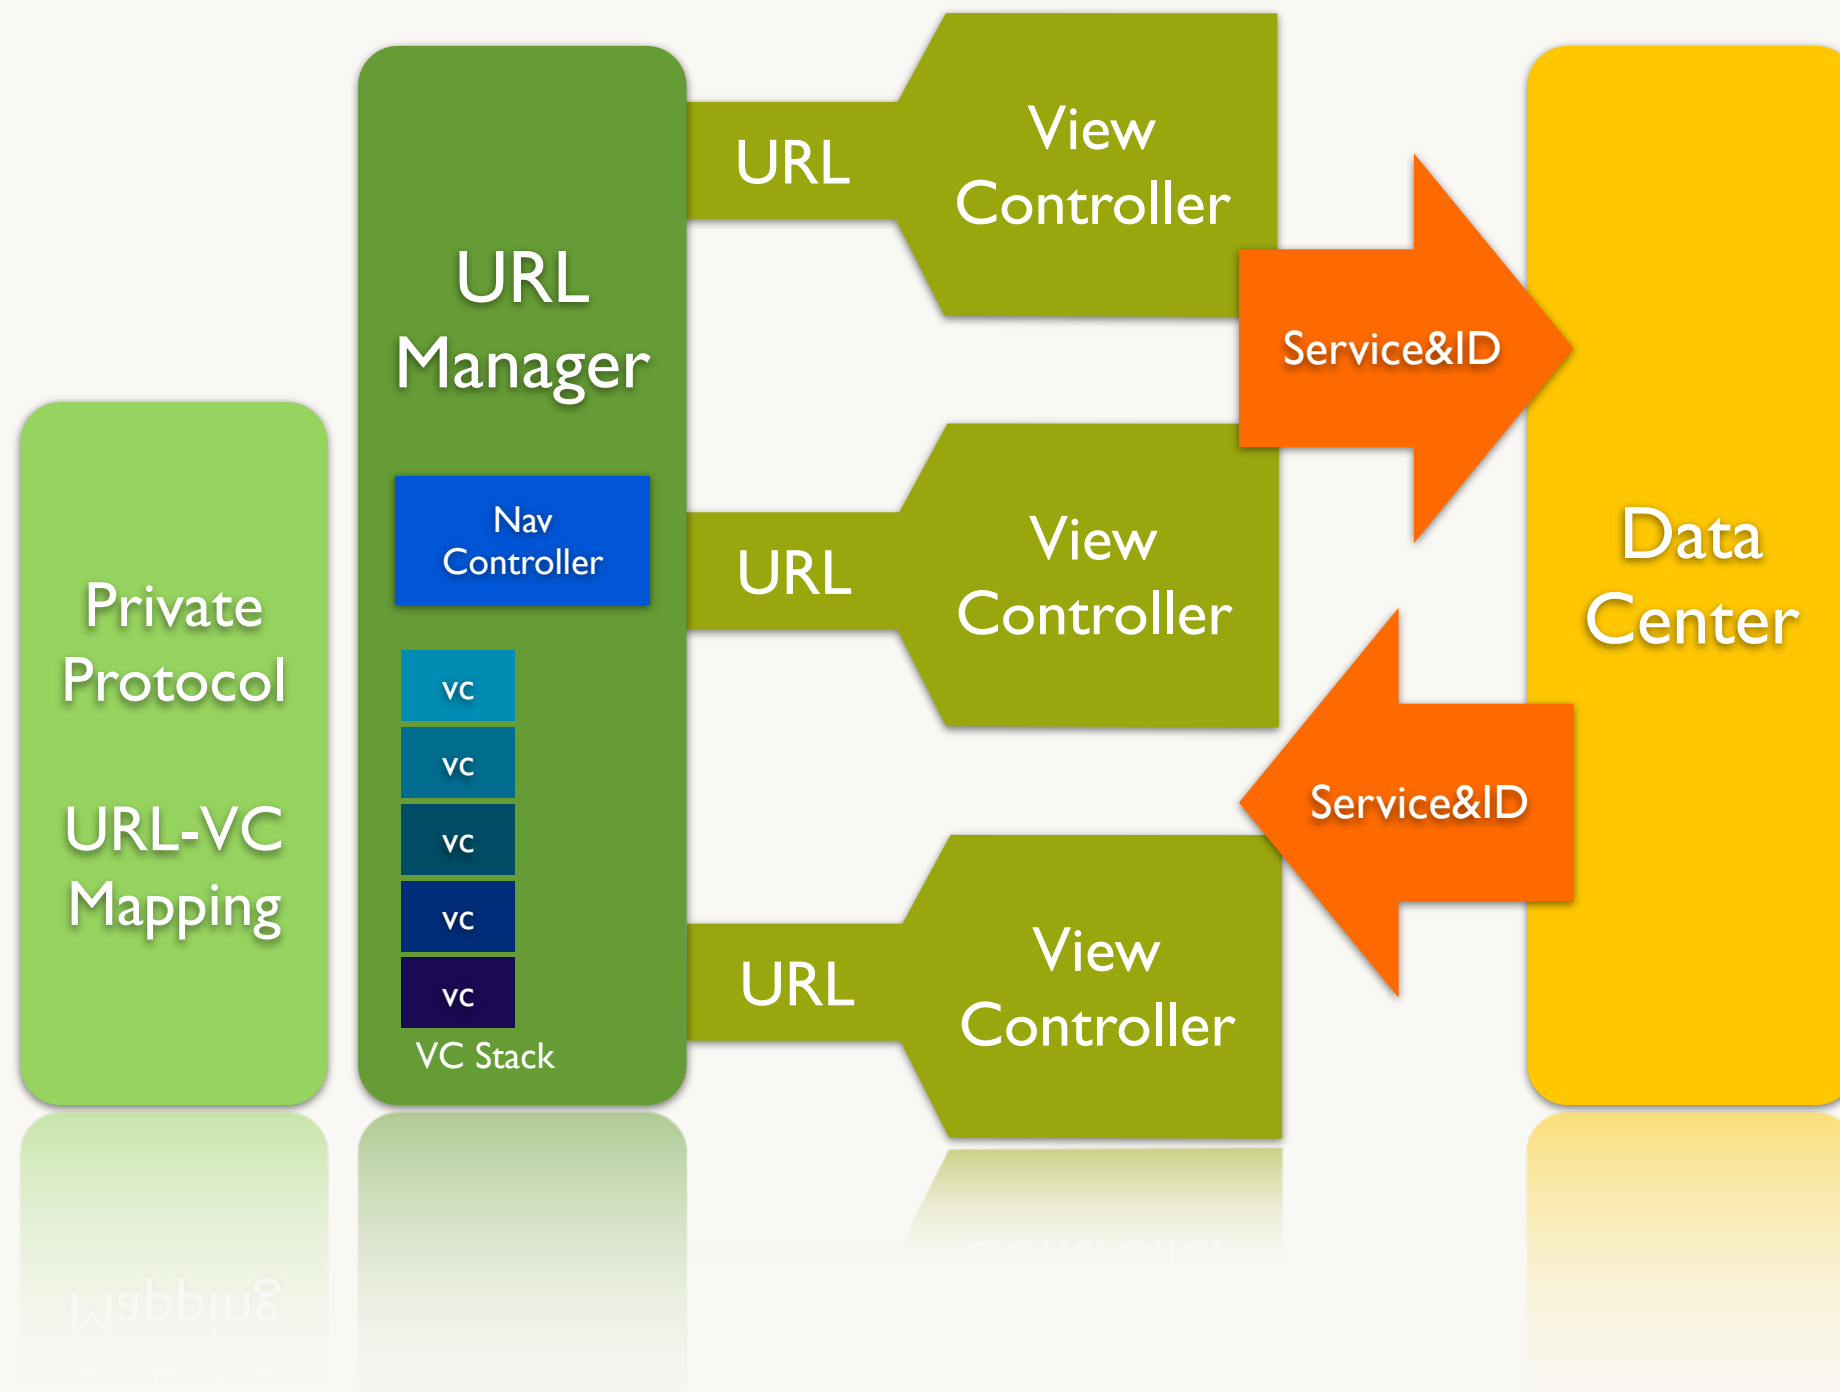 Private
Protocol
URL-VC
Mapping
URL
Manager
Nav
Controller
vc
vc
vc
vc
vc
VC Stack
URL
View
Controller
URL
View
Controller
URL
View
Controller
Service&ID
Service&ID
Data
Center